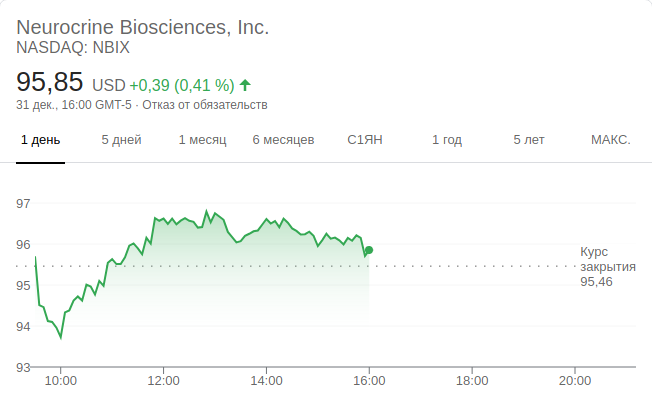 Neurocrine Biosciences, Inc.
NASDAQ: NBIX
95,85 USD +0,39 (0,41 %)
31 дек., 16:00 GMT-5 · Отказ от обязательств
1 день 5 дней 1 месяц 6 месяцев С1ЯН 1 год 5 лет МАКС.
97
96
95
94
93
Курс
закрытия
95,46
10:00 12:00 14:00 16:00 18:00 20:00